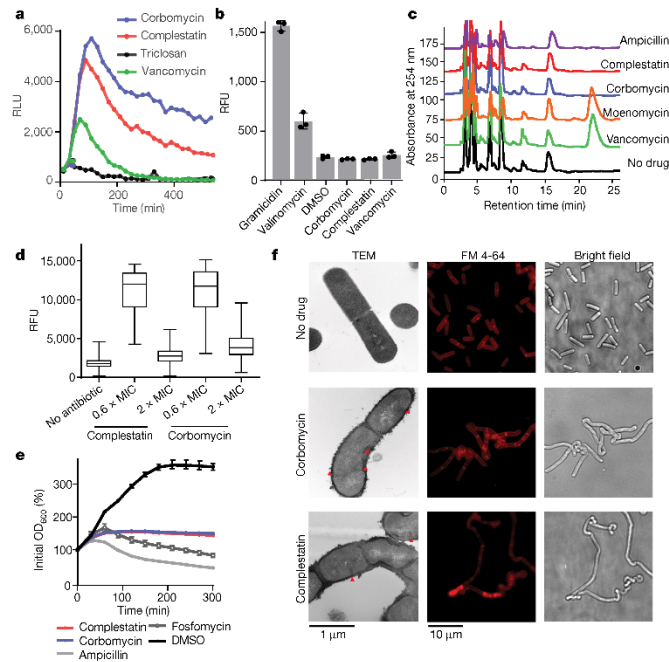 a
6,000
4,000
2,000
0
RLU
0
200
400
Time (min)
Corbomycin
Complestatin
Triclosan
Vancomycin
b
1,500
1,000
500
0
RFU
Gramicidin
Valinomycin
DMSO
Corbomycin
Complestatin
Vancomycin
c
Absorbance at 254 nm
175
150
125
100
75
50
25
0
5
10
15
20
25
Retention time (min)
Ampicillin
Complestatin
Corbomycin
Moenomycin
Vancomycin
No drug
d
15,000
10,000
5,000
0
RFU
No antibiotic
0.6 × MIC
2 × MIC
0.6 × MIC
2 × MIC
Complestatin
Corbomycin
e
Initial OD600 (%)
350
300
200
100
0
0
100
200
300
Time (min)
Complestatin
Fosfomycin
Corbomycin
DMSO
Ampicillin
f
TEM
FM 4-64
Bright field
No drug
Corbomycin
Complestatin
1 μm
10 μm